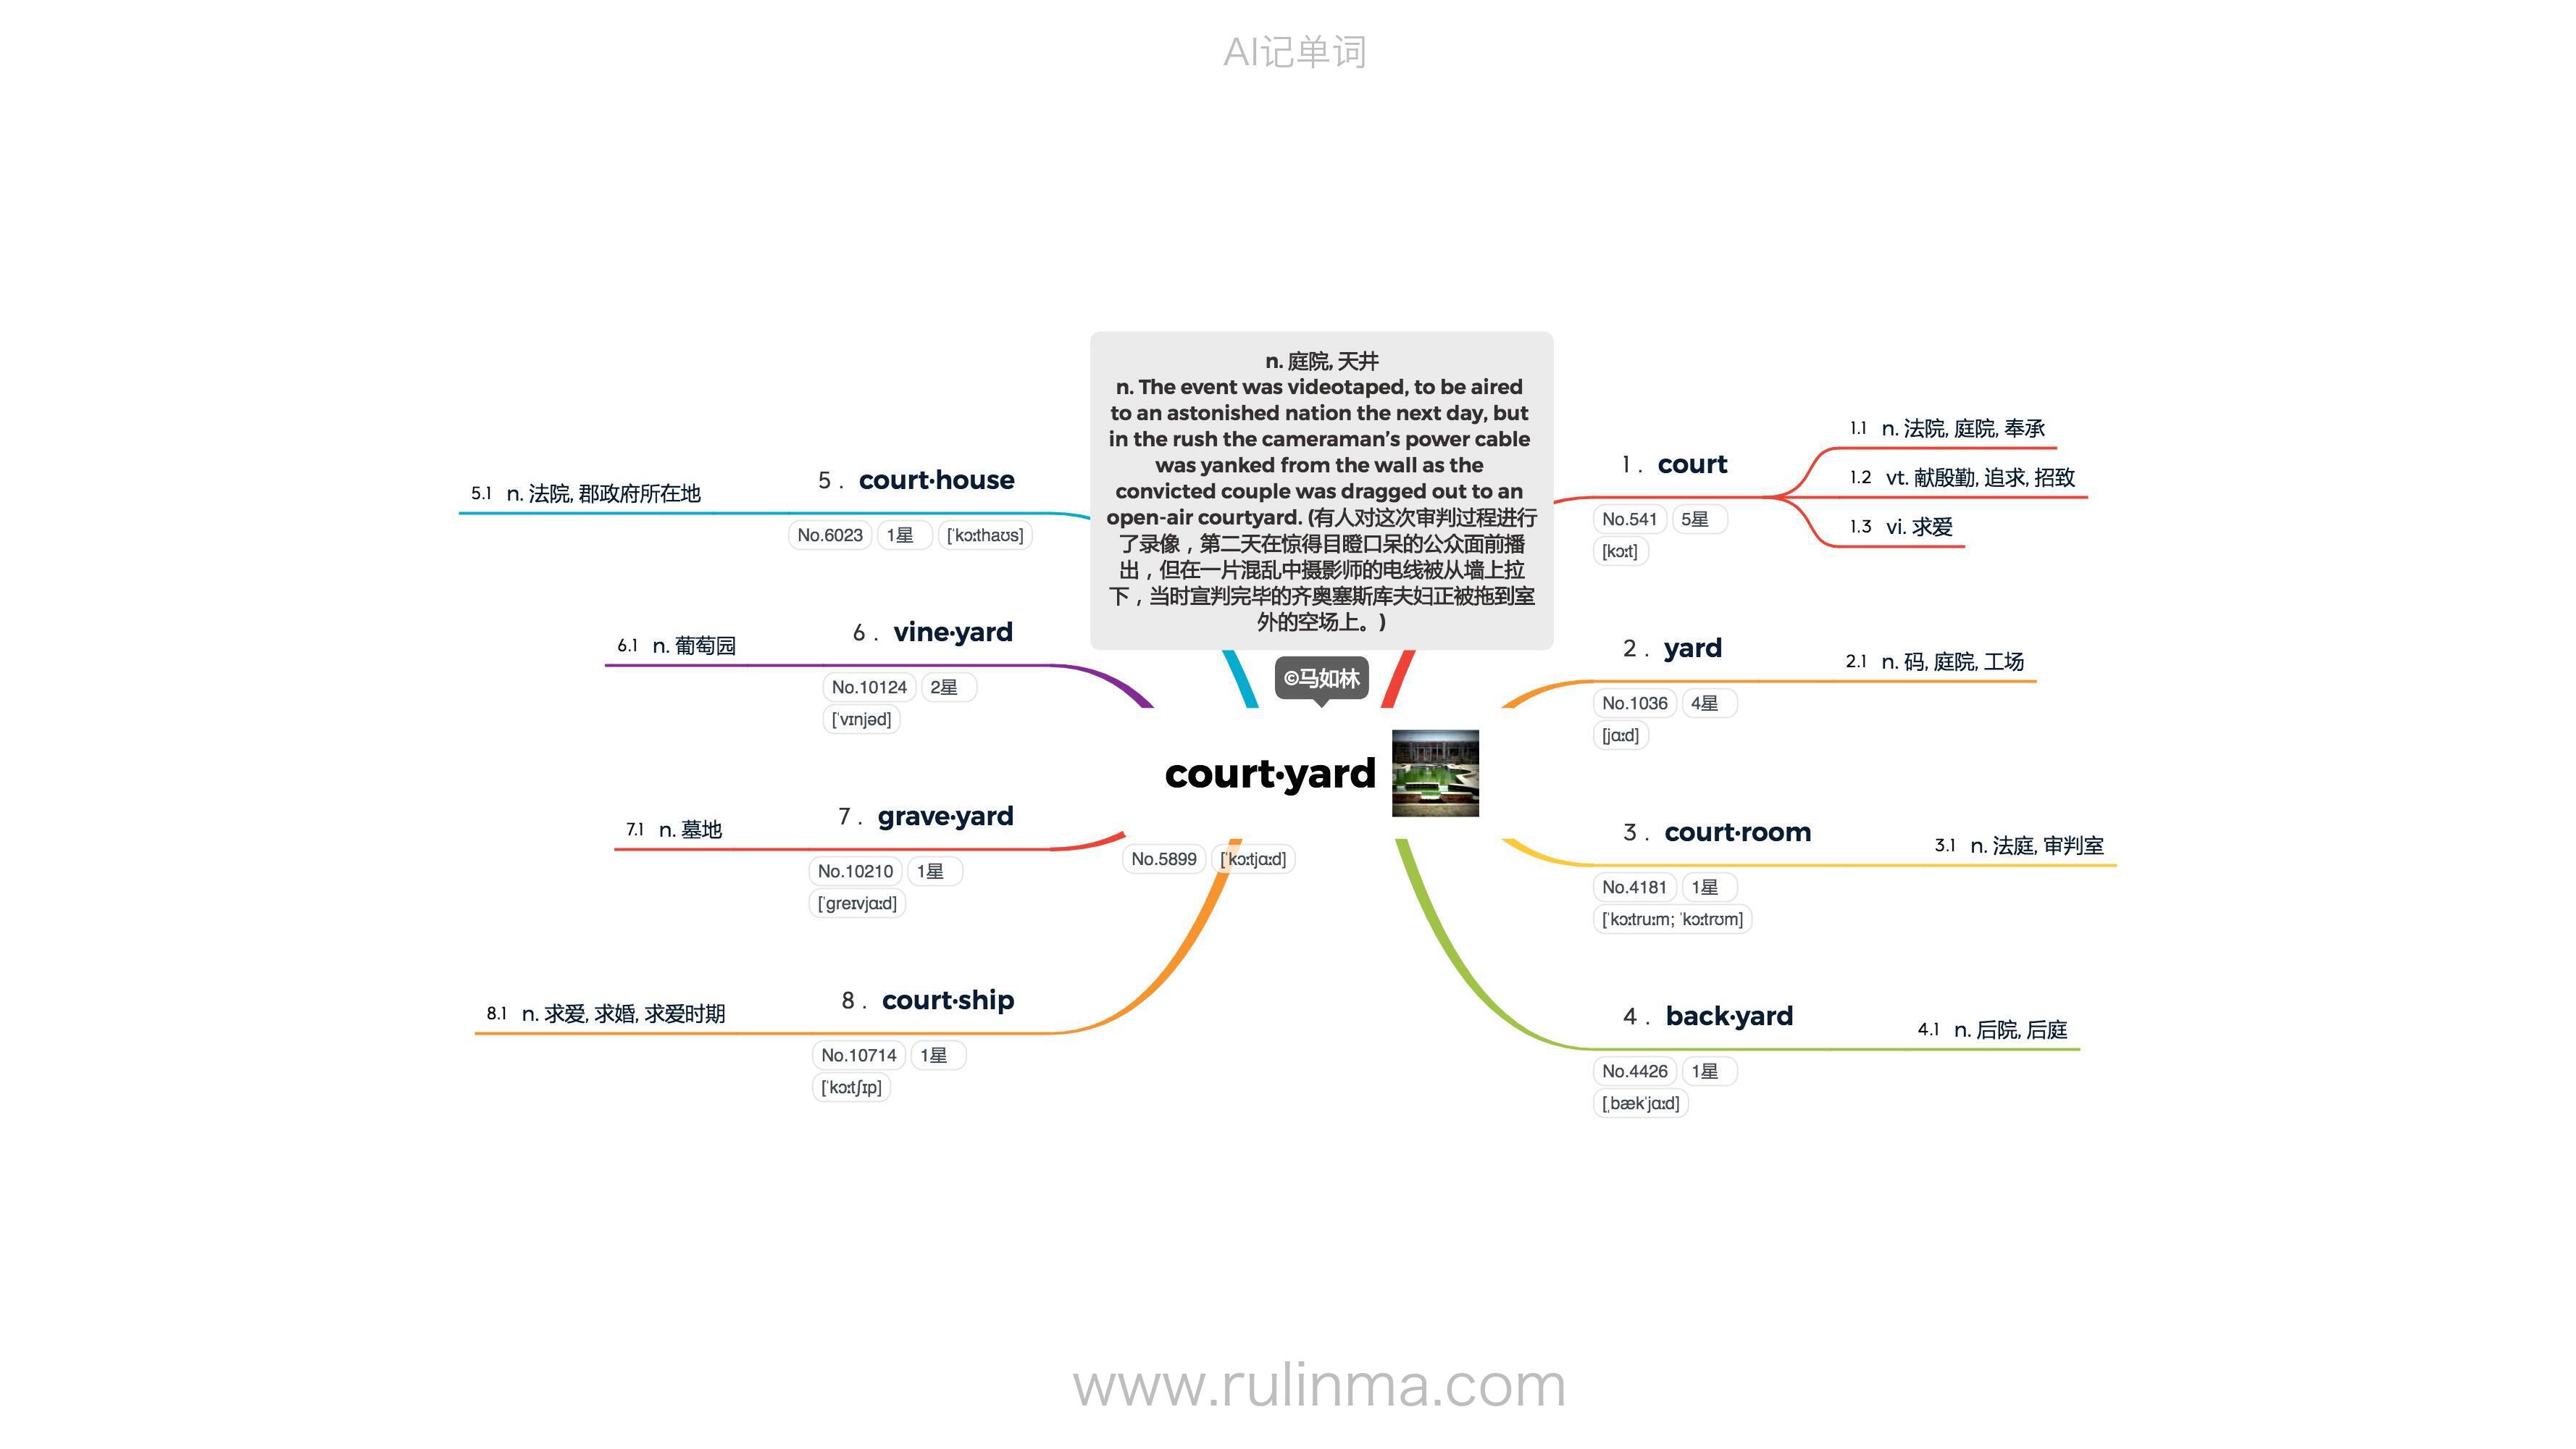 AI记单词
n. 庭院, 天井
n. The event was videotaped, to be aired
to an astonished nation the next day, but
in the rush the cameraman’s power cable
was yanked from the wall as the
convicted couple was dragged out to an
open-air courtyard. (有人对这次审判过程进行
了录像，第二天在惊得目瞪口呆的公众面前播
出，但在一片混乱中摄影师的电线被从墙上拉
下，当时宣判完毕的齐奥塞斯库夫妇正被拖到室
外的空场上。)
©马如林
court·yard
No.5899 [ˈkɔːtjɑːd]
1. court
No.541 5星
[kɔːt]
1.1 n. 法院, 庭院, 奉承
1.2 vt. 献殷勤, 追求, 招致
1.3 vi. 求爱
2. yard
No.1036 4星
[jɑːd]
2.1 n. 码, 庭院, 工场
3. court·room
No.4181 1星
[ˈkɔːtruːm; ˈkɔːtrʊm]
3.1 n. 法庭, 审判室
4. back·yard
No.4426 1星
[ˌbækˈjɑːd]
4.1 n. 后院, 后庭
5. court·house
No.6023 1星 [ˈkɔːthaʊs]
5.1 n. 法院, 郡政府所在地
6. vine·yard
No.10124 2星
[ˈvɪnjəd]
6.1 n. 葡萄园
7. grave·yard
No.10210 1星
[ˈgreɪvjɑːd]
7.1 n. 墓地
8. court·ship
No.10714 1星
[ˈkɔːtʃɪp]
8.1 n. 求爱, 求婚, 求爱时期
www.rulinma.com